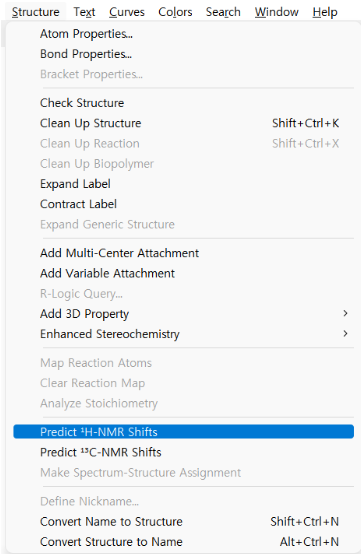 Structure Text Curves Colors Search Window Help
Atom Properties...
Bond Properties...
Bracket Properties...
Check Structure
Clean Up Structure Shift+Ctrl+K
Clean Up Reaction Shift+Ctrl+X
Clean Up Biopolymer
Expand Label
Contract Label
Expand Generic Structure
Add Multi-Center Attachment
Add Variable Attachment
R-Logic Query...
Add 3D Property >
Enhanced Stereochemistry >
Map Reaction Atoms
Clear Reaction Map
Analyze Stoichiometry
Predict ¹H-NMR Shifts
Predict ¹³C-NMR Shifts
Make Spectrum-Structure Assignment
Define Nickname...
Convert Name to Structure Shift+Ctrl+N
Convert Structure to Name Alt+Ctrl+N